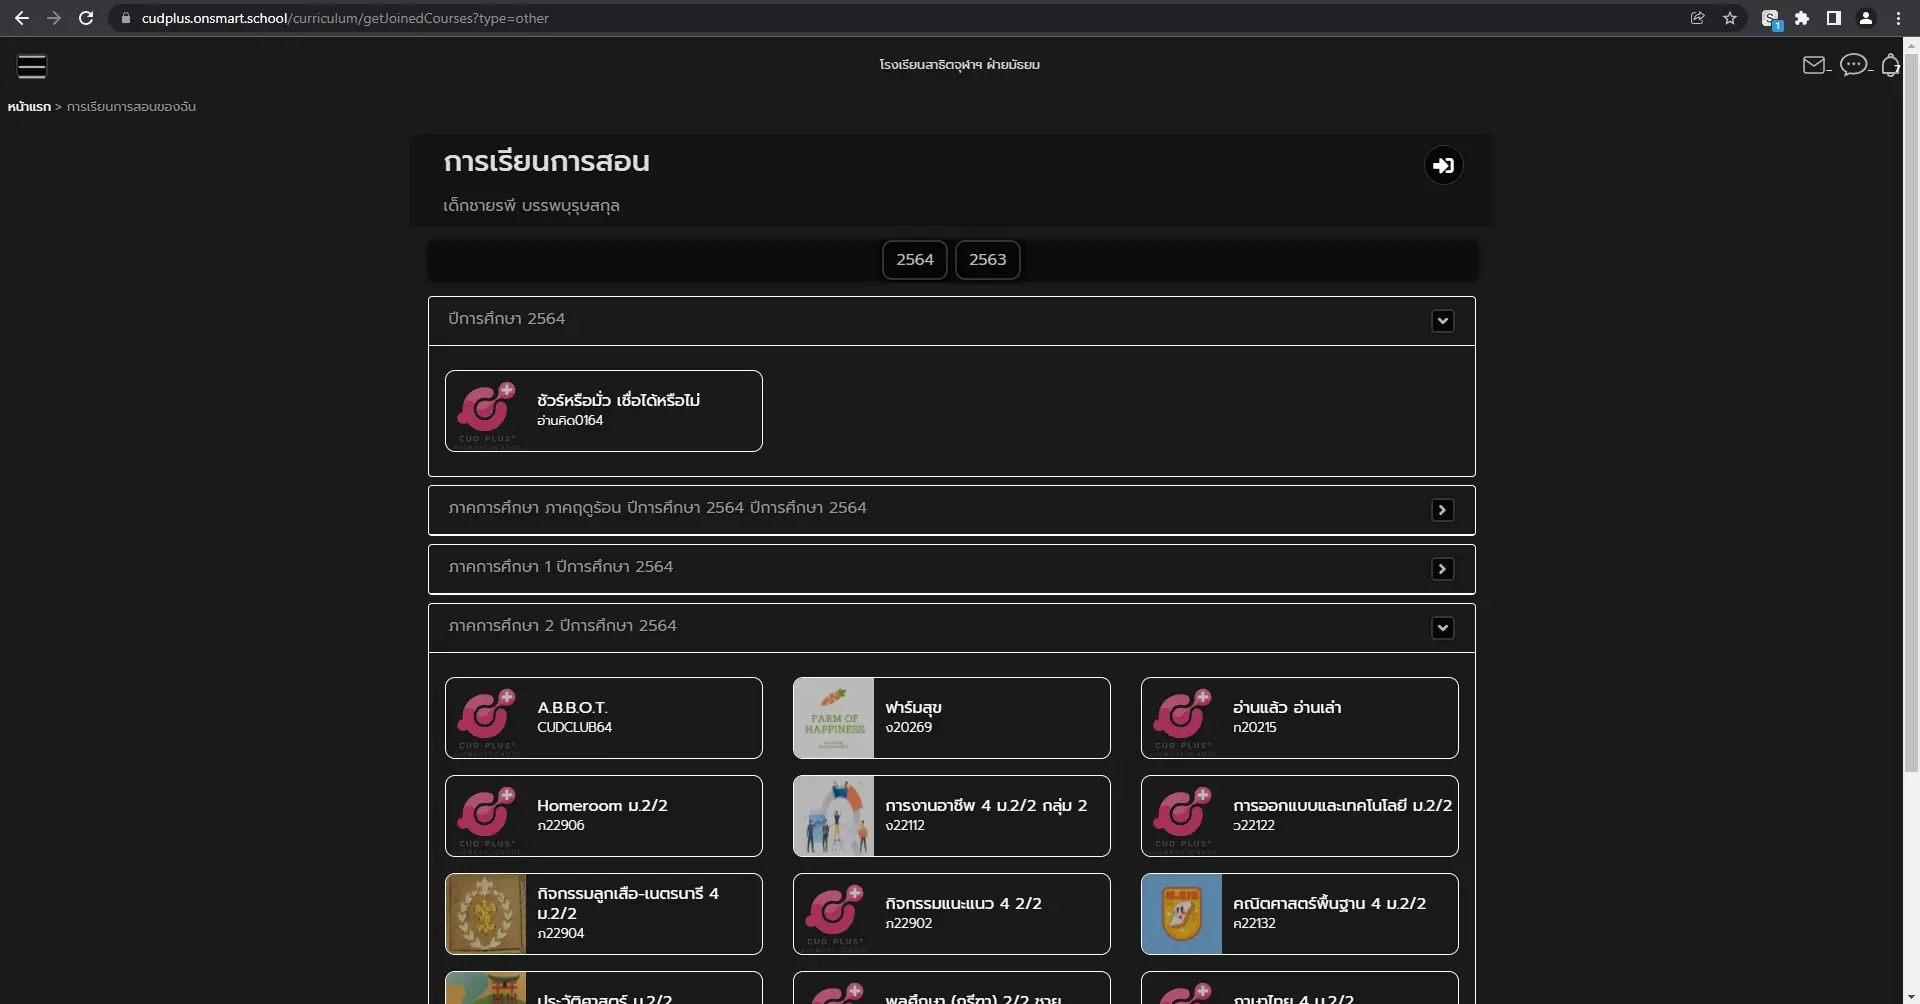 cudplus.onsmart.school/curriculum/getJoinedCourses?type=other
S
1
โรงเรียนสาธิตจุฬาฯ ฝ่ายมัธยม
7
หน้าแรก > การเรียนการสอนของฉัน
การเรียนการสอน
เด็กชายรพี บรรพบุรุษสกุล
2564 2563
ปีการศึกษา 2564
ชัวร์หรือมั่ว เชื่อได้หรือไม่
อ่านคิด0164
CUD PLUS+
ภาคการศึกษา ภาคฤดูร้อน ปีการศึกษา 2564 ปีการศึกษา 2564
ภาคการศึกษา 1 ปีการศึกษา 2564
ภาคการศึกษา 2 ปีการศึกษา 2564
A.B.B.O.T.
CUDCLUB64
CUD PLUS+
FARM OF
HAPPINESS
ฟาร์มสุข
ง20269
อ่านแล้ว อ่านเล่า
ก20215
CUD PLUS+
Homeroom ม.2/2
ภ22906
CUD PLUS+
การงานอาชีพ 4 ม.2/2 กลุ่ม 2
ง22112
การออกแบบและเทคโนโลยี ม.2/2
ว22122
CUD PLUS+
กิจกรรมลูกเสือ-เนตรนารี 4
ม.2/2
ภ22904
กิจกรรมแนะแนว 4 2/2
ภ22902
CUD PLUS+
คณิตศาสตร์พื้นฐาน 4 ม.2/2
ค22132
ประวัติศาสตร์ ม.2/2
พลศึกษา (กรีฑา) 2/2 ชาย
ภาษาไทย 4 ม.2/2